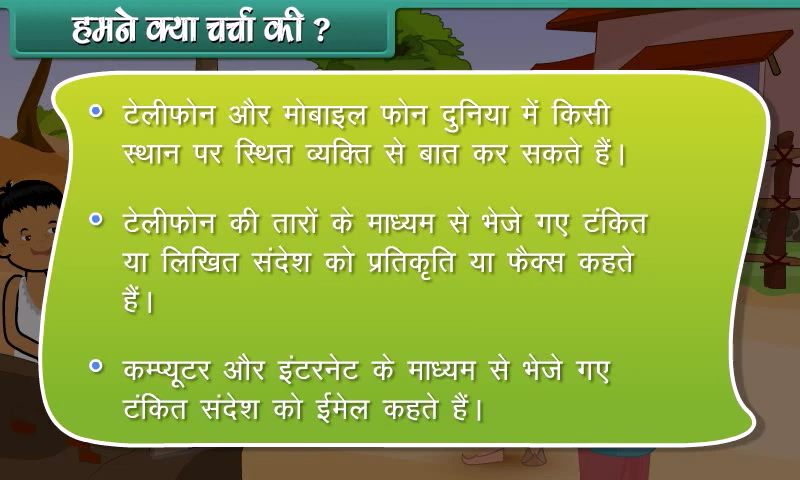 हमने क्या चर्चा की ?
टेलीफोन और मोबाइल फोन दुनिया में किसी
स्थान पर स्थित व्यक्ति से बात कर सकते हैं।
टेलीफोन की तारों के माध्यम से भेजे गए टंकित
या लिखित संदेश को प्रतिकृति या फैक्स कहते
हैं।
कम्प्यूटर और इंटरनेट के माध्यम से भेजे गए
टंकित संदेश को ईमेल कहते हैं।